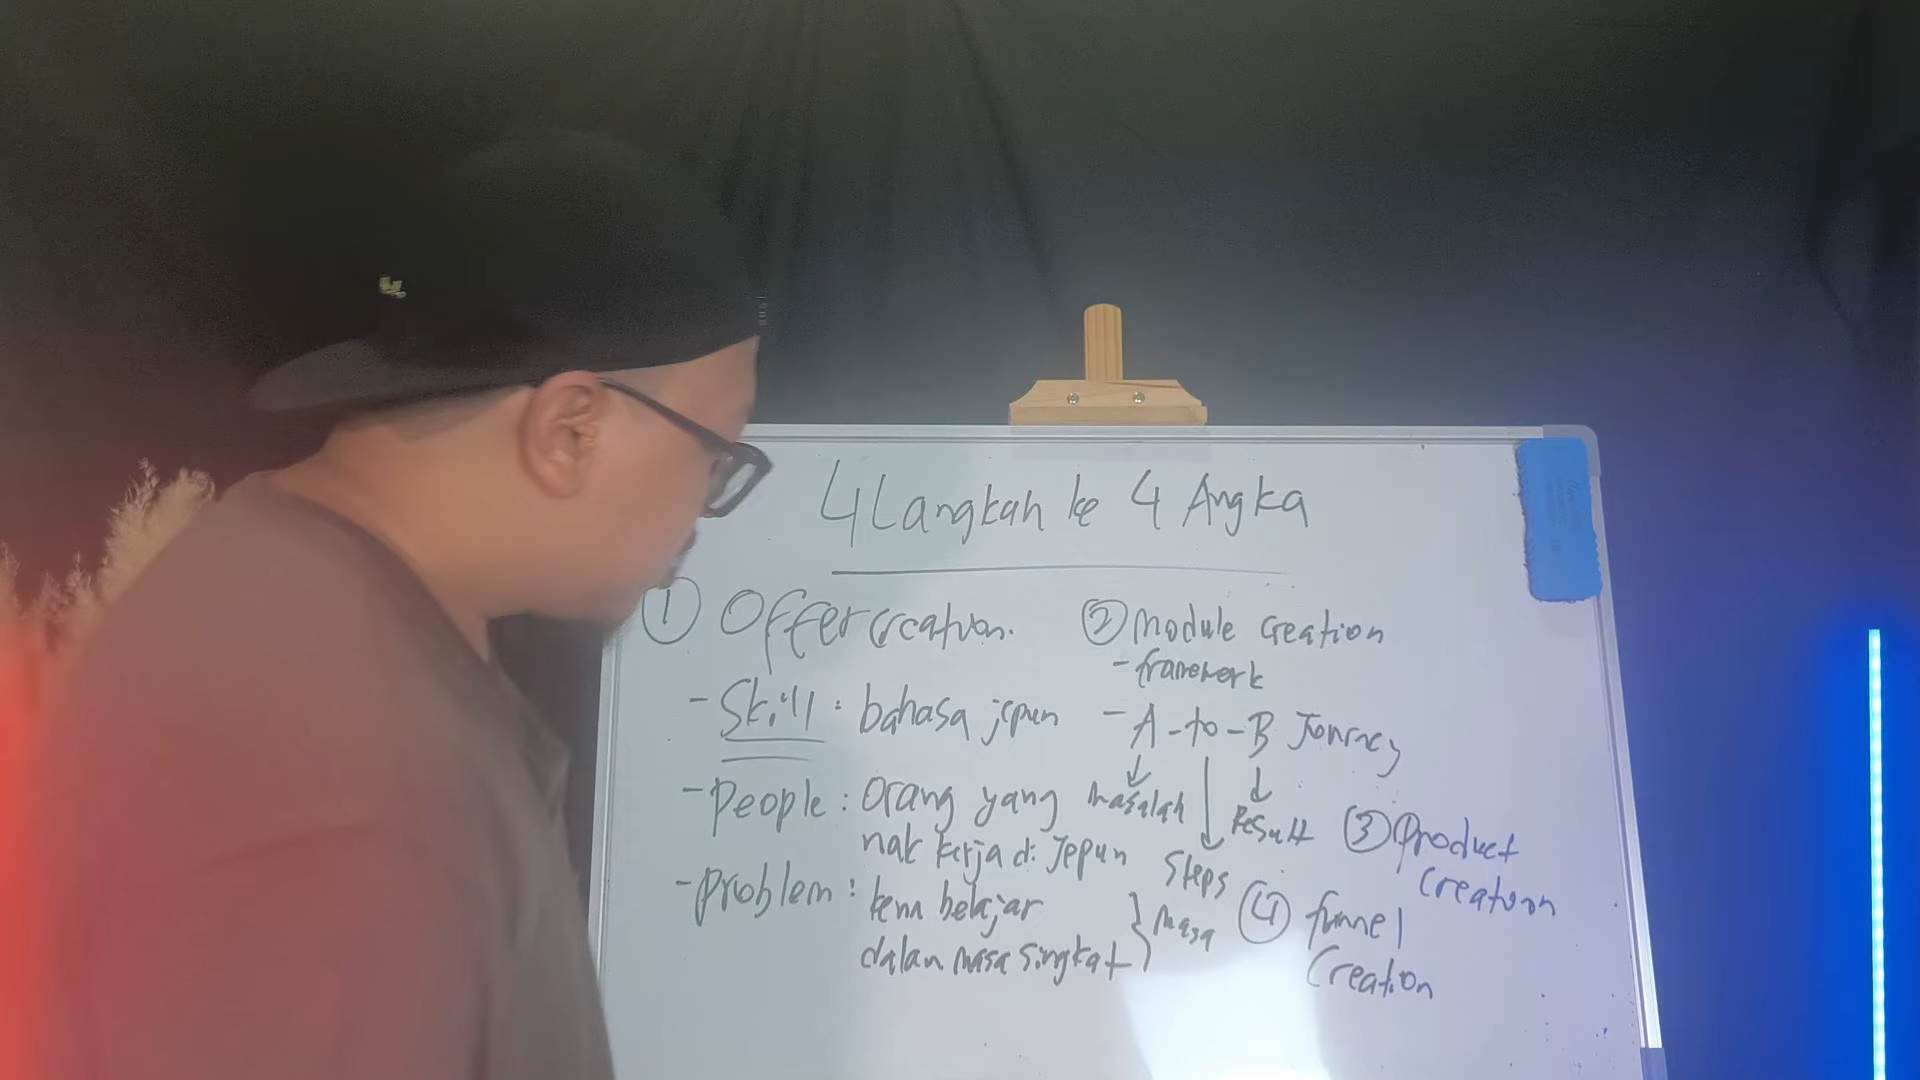 4 Langkah ke 4 Angka
① Offer creation.
- Skill : bahasa jepun
- People : Orang yang
nak kerja di Jepun
- Problem : kena belajar
dalam masa singkat } masa
② Module creation
- framework
- A - to - B Journey
masalah
Result
Steps
③ Product
Creation
④ funnel
Creation